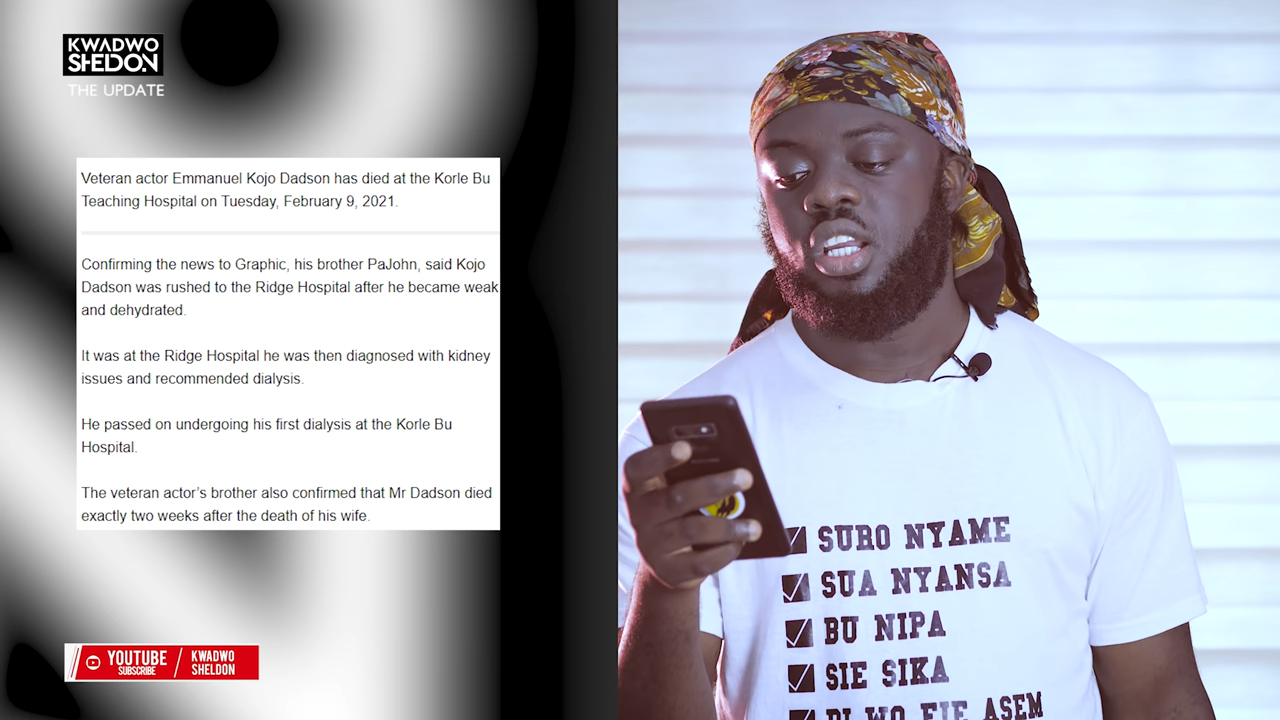 KWADWO
SHELDON
THE UPDATE
Veteran actor Emmanuel Kojo Dadson has died at the Korle Bu
Teaching Hospital on Tuesday, February 9, 2021.
Confirming the news to Graphic, his brother PaJohn, said Kojo
Dadson was rushed to the Ridge Hospital after he became weak
and dehydrated.
It was at the Ridge Hospital he was then diagnosed with kidney
issues and recommended dialysis.
He passed on undergoing his first dialysis at the Korle Bu
Hospital.
The veteran actor's brother also confirmed that Mr Dadson died
exactly two weeks after the death of his wife.
YOUTUBE
SUBSCRIBE
KWADWO
SHELDON
SURO NYAME
SUA NYANSA
BU NIPA
SIE SIKA
DI WO FIE ASEM